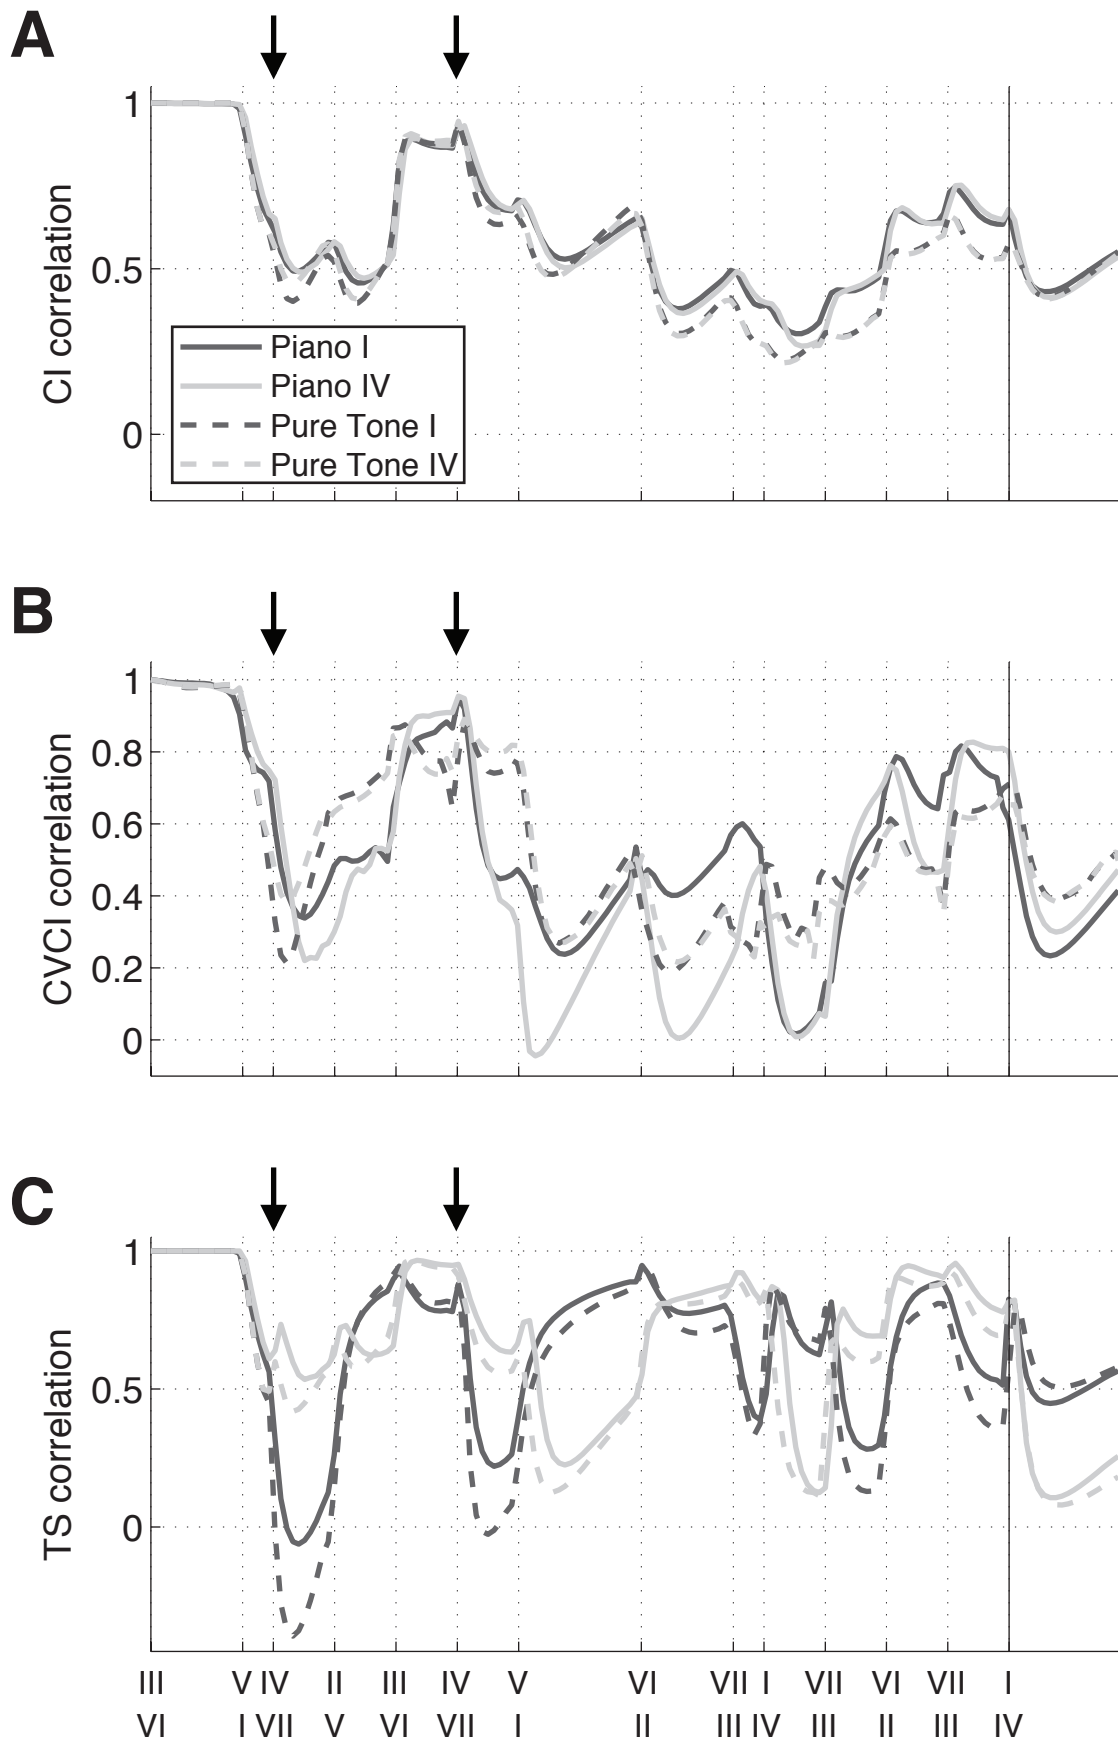 A
1
0.5
0
CI correlation
Piano I
Piano IV
Pure Tone I
Pure Tone IV
B
1
0.8
0.6
0.4
0.2
0
CVCI correlation
C
1
0.5
0
TS correlation
III V IV II III IV V VI VII I VII VI VII I
VI I VII V VI VII I II III IV III II III IV